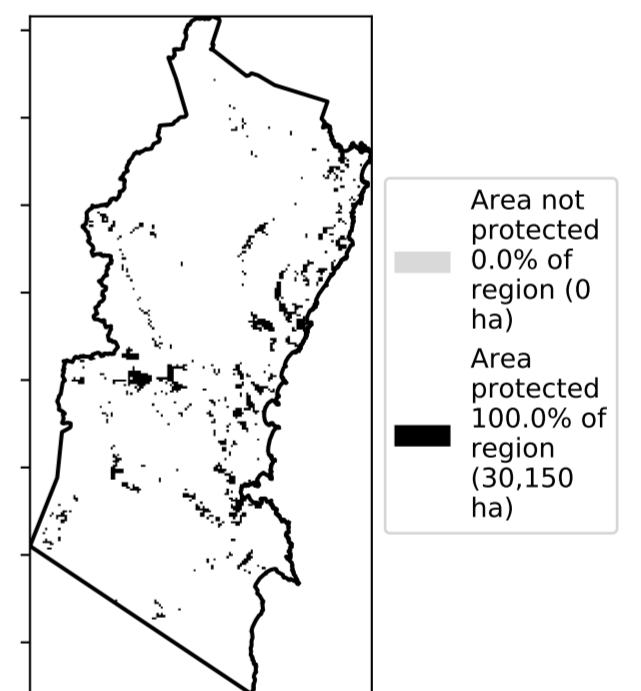 Area not
protected
0.0% of
region (0
ha)
Area
protected
100.0% of
region
(30,150
ha)